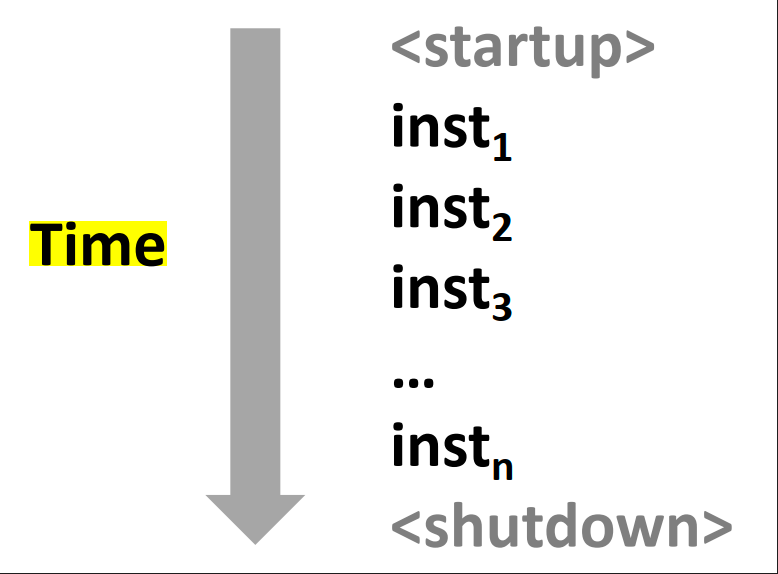 <startup>
inst₁
inst₂
Time
inst₃
...
instₙ
<shutdown>